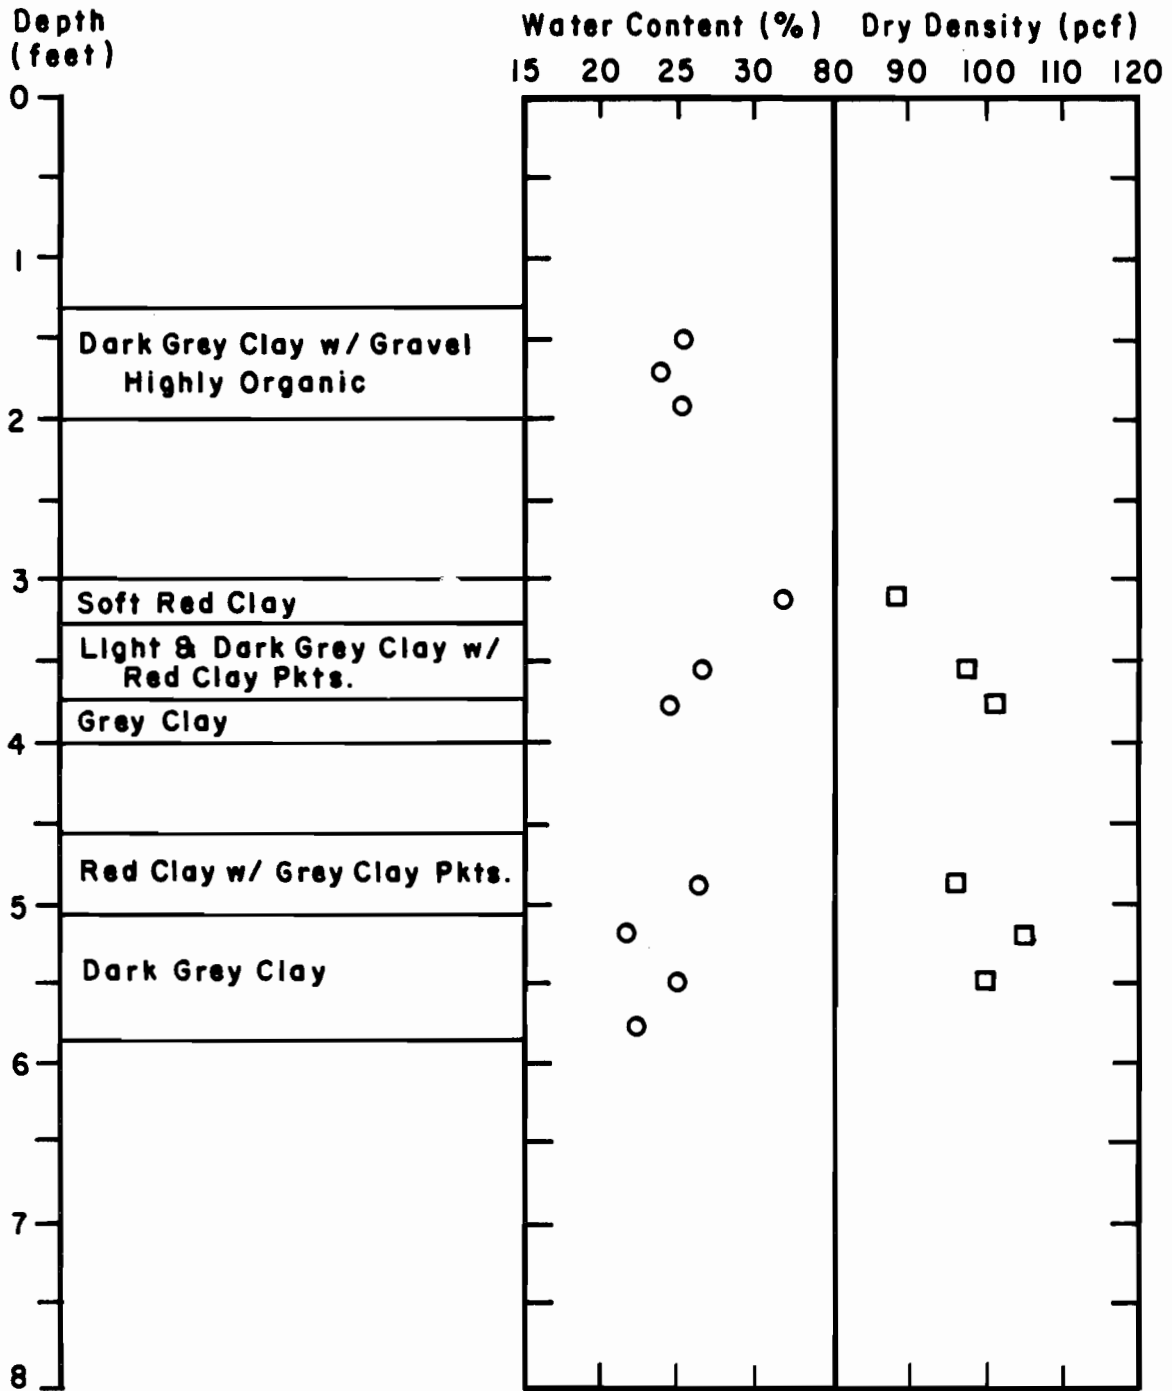 Depth
(feet)
Water Content (%) Dry Density (pcf)
15 20 25 30 80 90 100 110 120
0
1
Dark Grey Clay w/ Gravel
Highly Organic
2
3
Soft Red Clay
Light & Dark Grey Clay w/
Red Clay Pkts.
Grey Clay
4
Red Clay w/ Grey Clay Pkts.
5
Dark Grey Clay
6
7
8